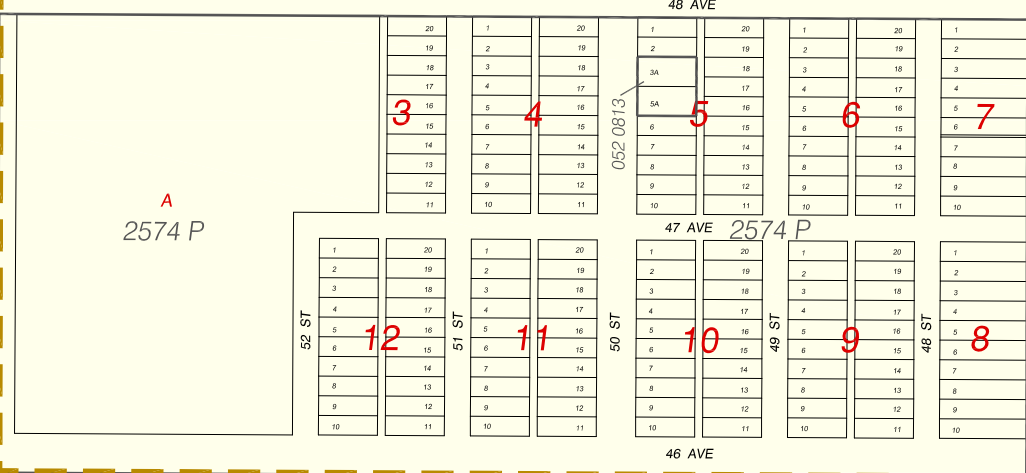 48 AVE
20 1 20 1 20 1 20 1
19 2 19 2 19 2 19 2
18 3 18 3A 18 3 18 3
17 4 17 17 4 17 4
16 5 16 5A 16 5 16 5
3 4 5 6 7
15 6 15 6 15 6 15 6
052 0813
14 7 14 7 14 7 14 7
13 8 13 8 13 8 13 8
12 9 12 9 12 9 12 9
11 10 11 10 11 10 11 10
A
2574 P
47 AVE
2574 P
1 20 1 20 1 20 1 20 1
2 19 2 19 2 19 2 19 2
3 18 3 18 3 18 3 18 3
4 17 4 17 4 17 4 17 4
5 16 5 16 5 16 5 16 5
52 ST
51 ST
50 ST
49 ST
48 ST
12 11 10 9 8
6 15 6 15 6 15 6 15 6
7 14 7 14 7 14 7 14 7
8 13 8 13 8 13 8 13 8
9 12 9 12 9 12 9 12 9
10 11 10 11 10 11 10 11 10
46 AVE